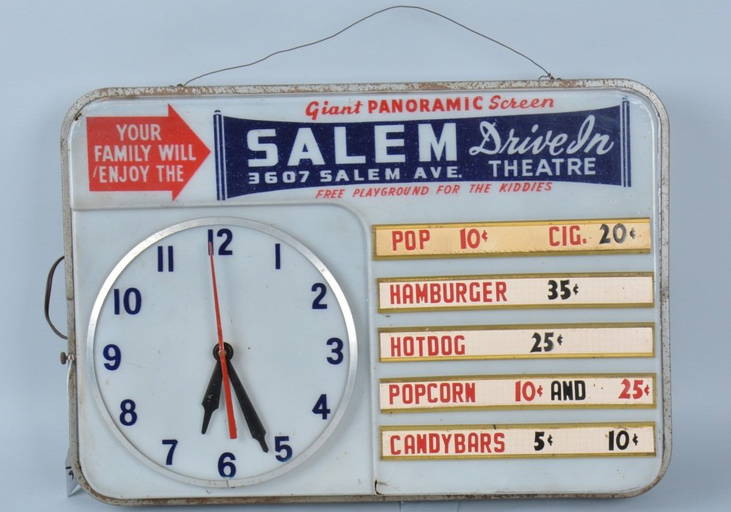 Giant PANORAMIC Screen
YOUR
FAMILY WILL
ENJOY THE
SALEM Drive In
3607 SALEM AVE. THEATRE
FREE PLAYGROUND FOR THE KIDDIES
12
1
2
3
4
5
6
7
8
9
10
11
POP 10¢ CIG. 20¢
HAMBURGER 35¢
HOTDOG 25¢
POPCORN 10¢ AND 25¢
CANDYBARS 5¢ 10¢